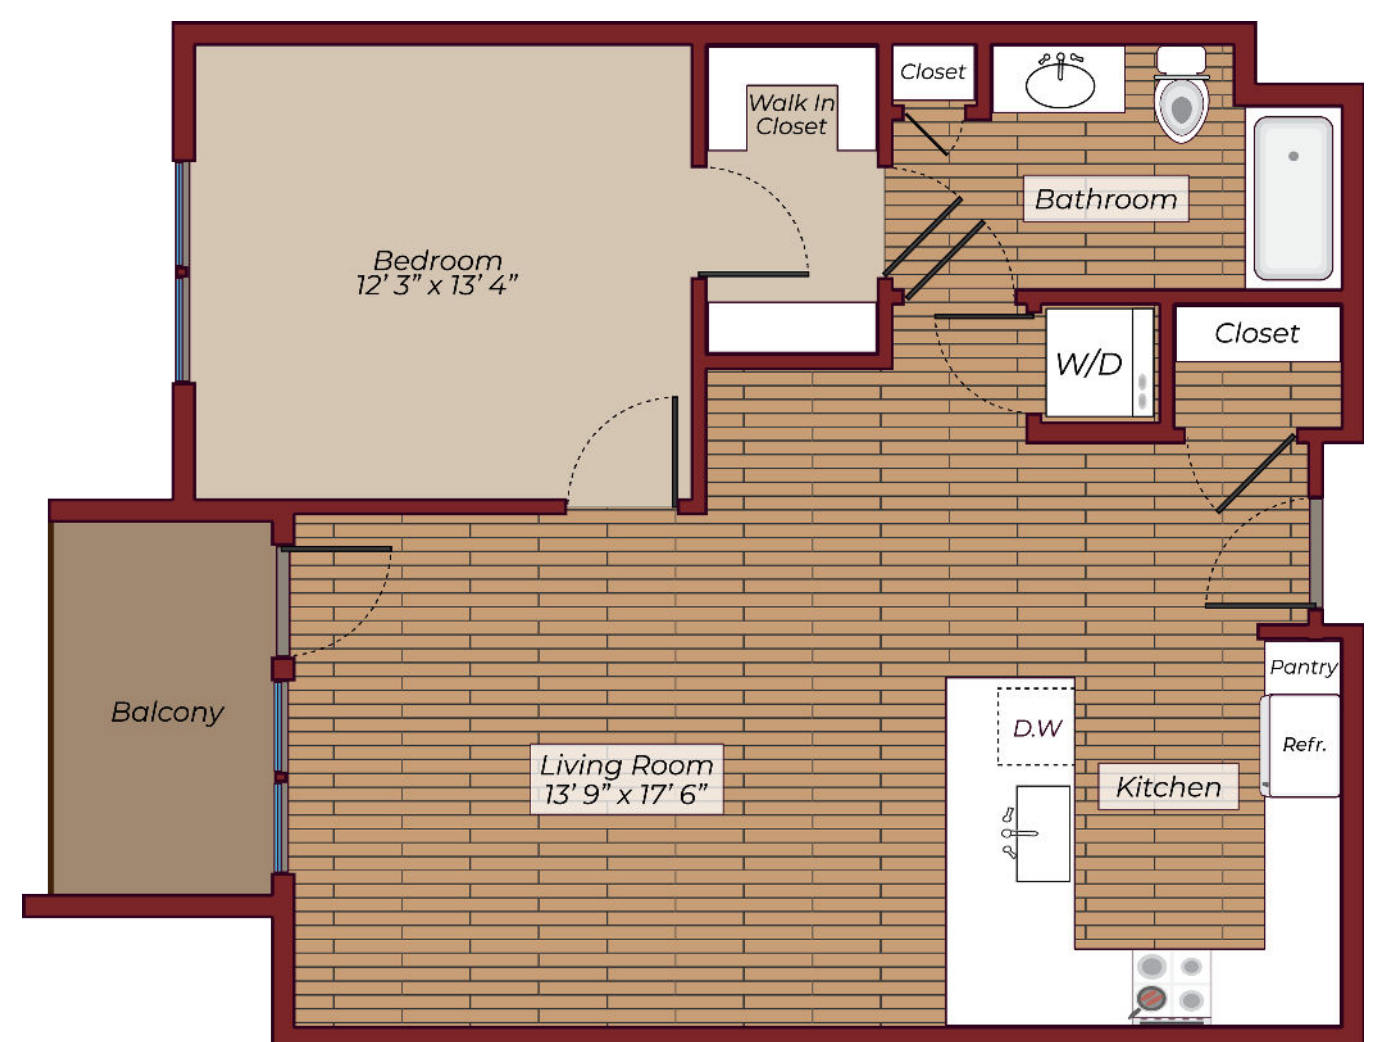 Closet
Walk In
Closet
Bathroom
Bedroom
12’ 3” x 13’ 4”
Closet
W/D
Pantry
Balcony
D.W
Refr.
Living Room
13’ 9” x 17’ 6”
Kitchen